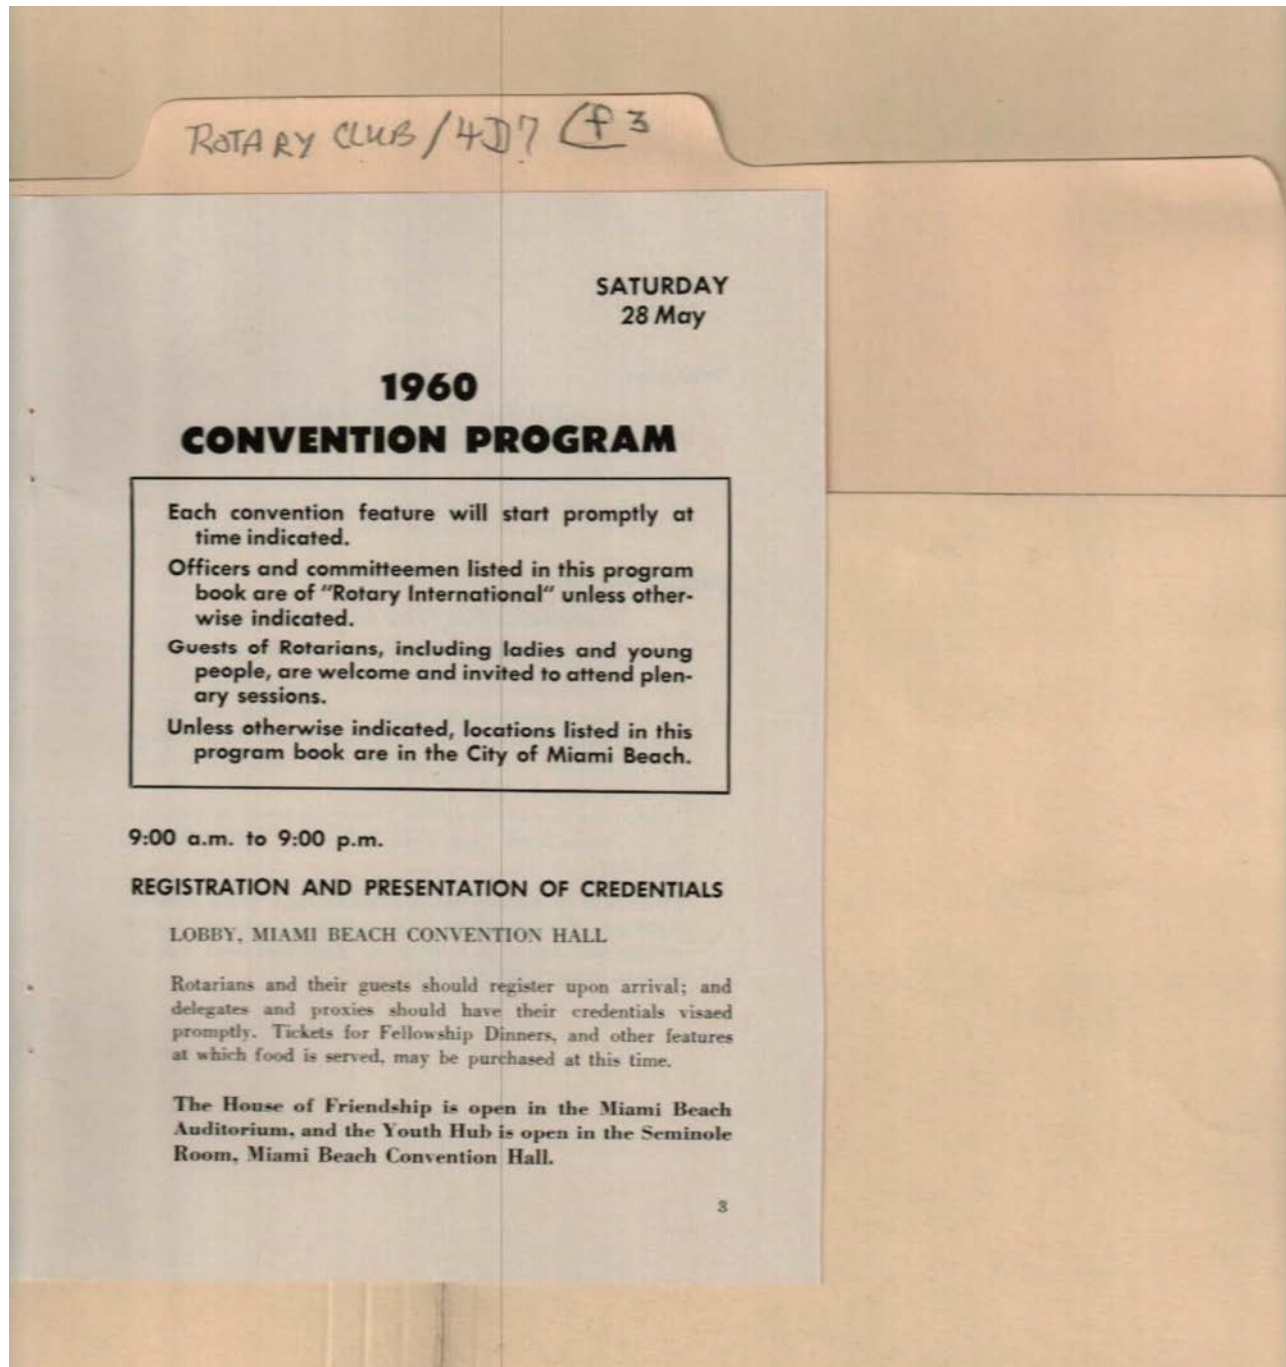 ROTARY CLUB / 4D7 f3
SATURDAY
28 May
1960
CONVENTION PROGRAM
Each convention feature will start promptly at
time indicated.
Officers and committeemen listed in this program
book are of "Rotary International" unless other-
wise indicated.
Guests of Rotarians, including ladies and young
people, are welcome and invited to attend plen-
ary sessions.
Unless otherwise indicated, locations listed in this
program book are in the City of Miami Beach.
9:00 a.m. to 9:00 p.m.
REGISTRATION AND PRESENTATION OF CREDENTIALS
LOBBY, MIAMI BEACH CONVENTION HALL
Rotarians and their guests should register upon arrival; and
delegates and proxies should have their credentials visaed
promptly. Tickets for Fellowship Dinners, and other features
at which food is served, may be purchased at this time.
The House of Friendship is open in the Miami Beach
Auditorium, and the Youth Hub is open in the Seminole
Room, Miami Beach Convention Hall.
3